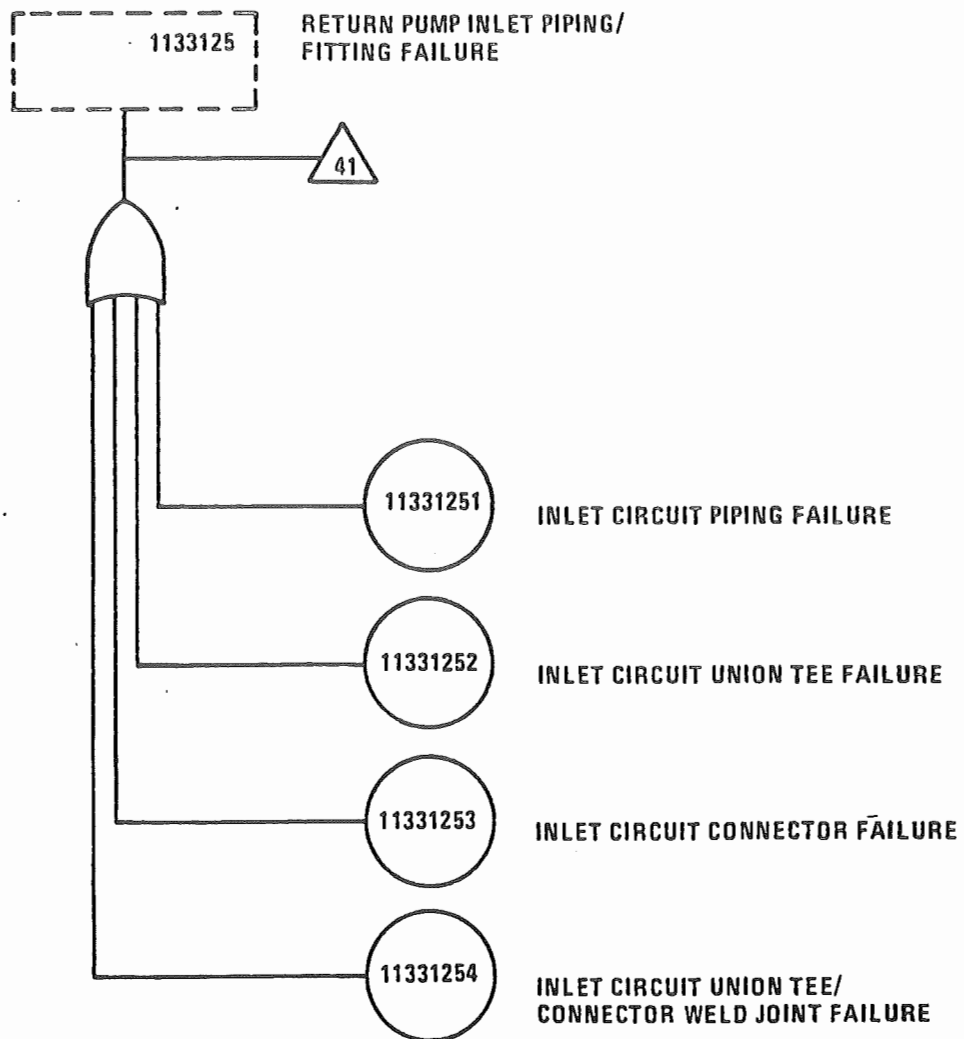 1133125
RETURN PUMP INLET PIPING/
FITTING FAILURE
41
11331251
INLET CIRCUIT PIPING FAILURE
11331252
INLET CIRCUIT UNION TEE FAILURE
11331253
INLET CIRCUIT CONNECTOR FAILURE
11331254
INLET CIRCUIT UNION TEE/
CONNECTOR WELD JOINT FAILURE